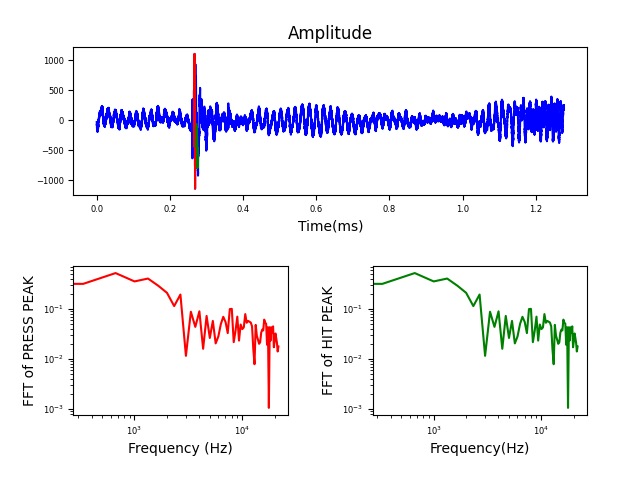 Amplitude
1000
500
0
−500
−1000
0.0 0.2 0.4 0.6 0.8 1.0 1.2
Time(ms)
FFT of PRESS PEAK
10⁻¹
10⁻²
10⁻³
10³ 10⁴
Frequency (Hz)
FFT of HIT PEAK
10⁻¹
10⁻²
10⁻³
10³ 10⁴
Frequency(Hz)